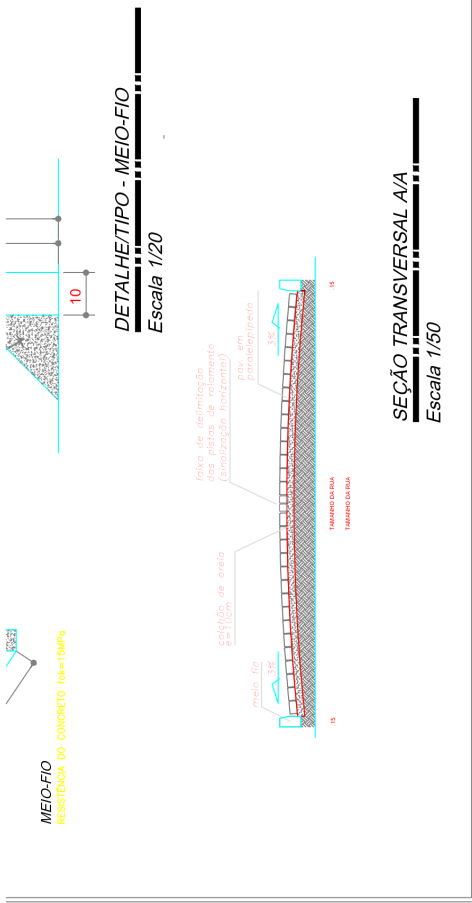 MEIO-FIO
RESISTÊNCIA DO CONCRETO fck=15MPa
10
DETALHE/TIPO - MEIO-FIO
Escala 1/20
meio fio
3%
colchão de areia
e=10cm
faixa de delimitação
das pistas de rolamento
(sinalização horizontal)
pav. em
paralelepípedo
3%
.15
TAMANHO DA RUA
TAMANHO DA RUA
.15
SEÇÃO TRANSVERSAL A/A
Escala 1/50